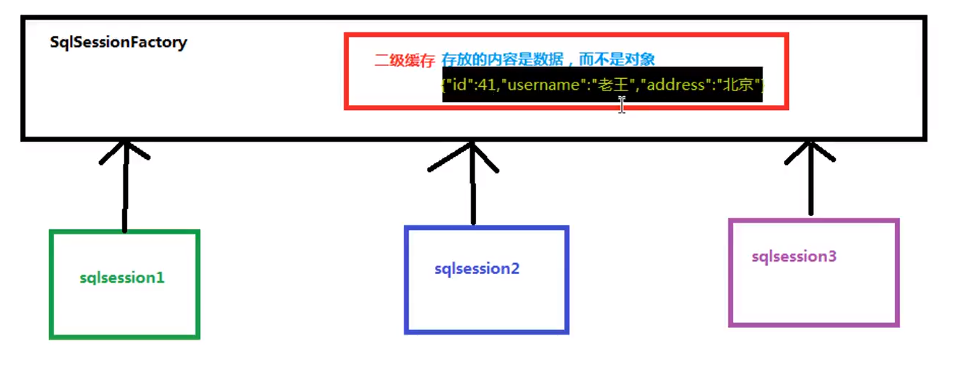 SqlSessionFactory
二级缓存 存放的内容是数据，而不是对象
{"id":41,"username":"老王","address":"北京"}
sqlsession1
sqlsession2
sqlsession3